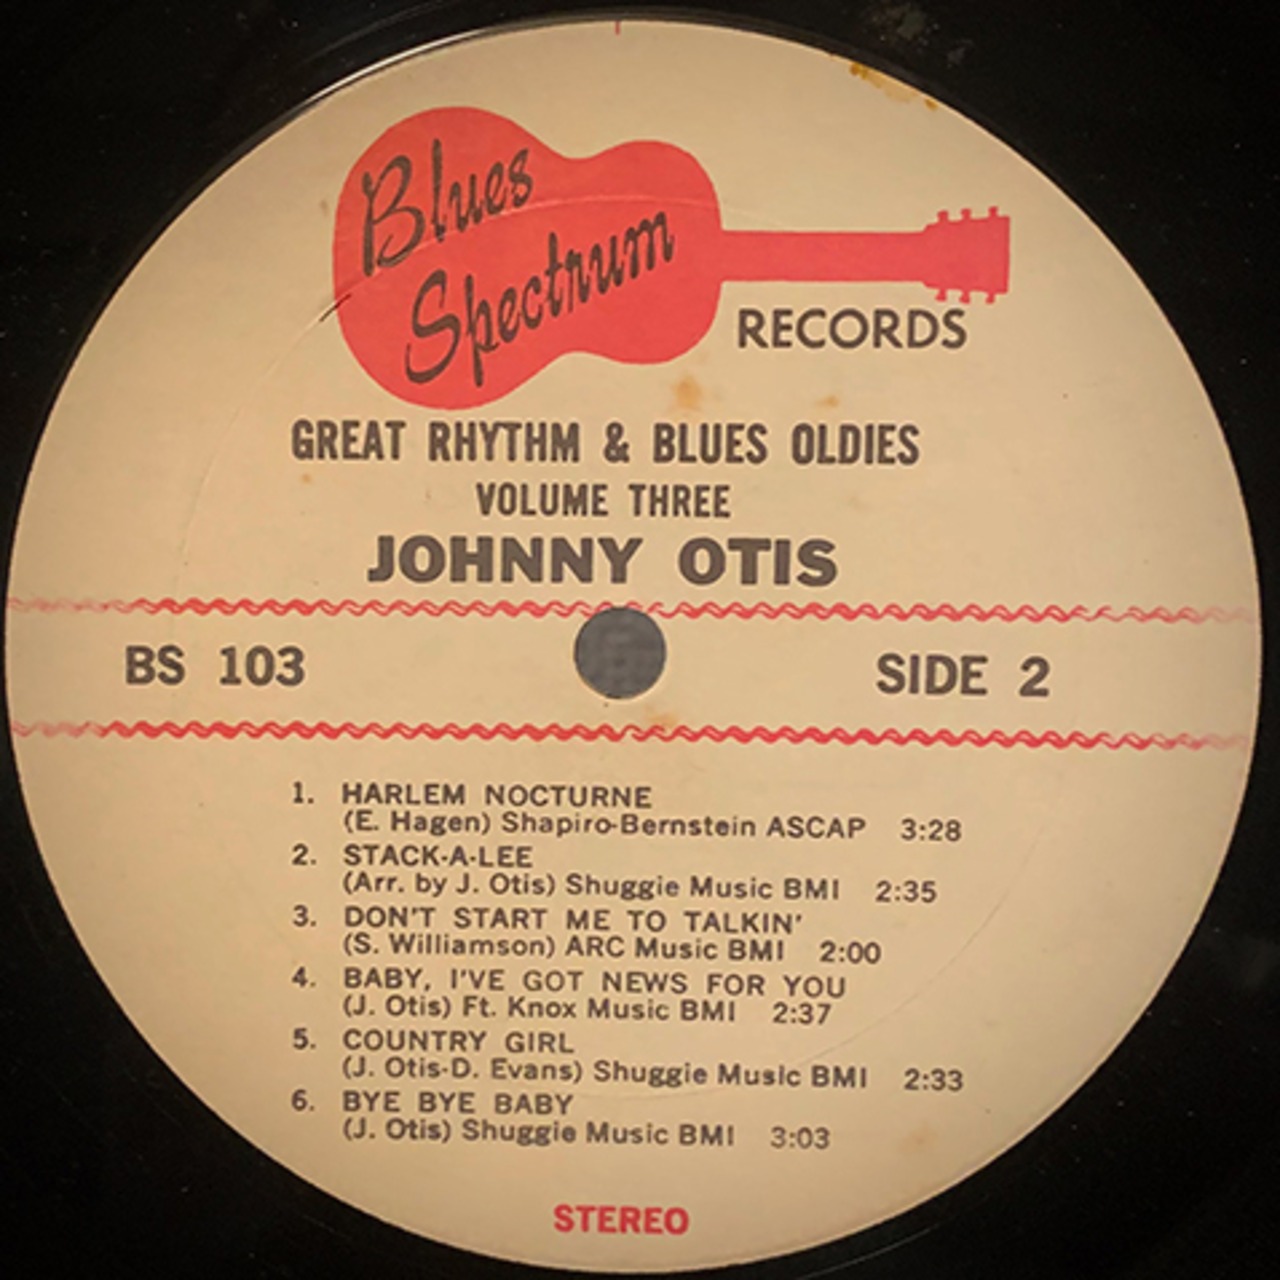 Blues
Spectrum
RECORDS
GREAT RHYTHM & BLUES OLDIES
VOLUME THREE
JOHNNY OTIS
BS 103
SIDE 2
1. HARLEM NOCTURNE
(E. Hagen) Shapiro-Bernstein ASCAP 3:28
2. STACK-A-LEE
(Arr. by J. Otis) Shuggie Music BMI 2:35
3. DON'T START ME TO TALKIN'
(S. Williamson) ARC Music BMI 2:00
4. BABY, I'VE GOT NEWS FOR YOU
(J. Otis) Ft. Knox Music BMI 2:37
5. COUNTRY GIRL
(J. Otis-D. Evans) Shuggie Music BMI 2:33
6. BYE BYE BABY
(J. Otis) Shuggie Music BMI 3:03
STEREO